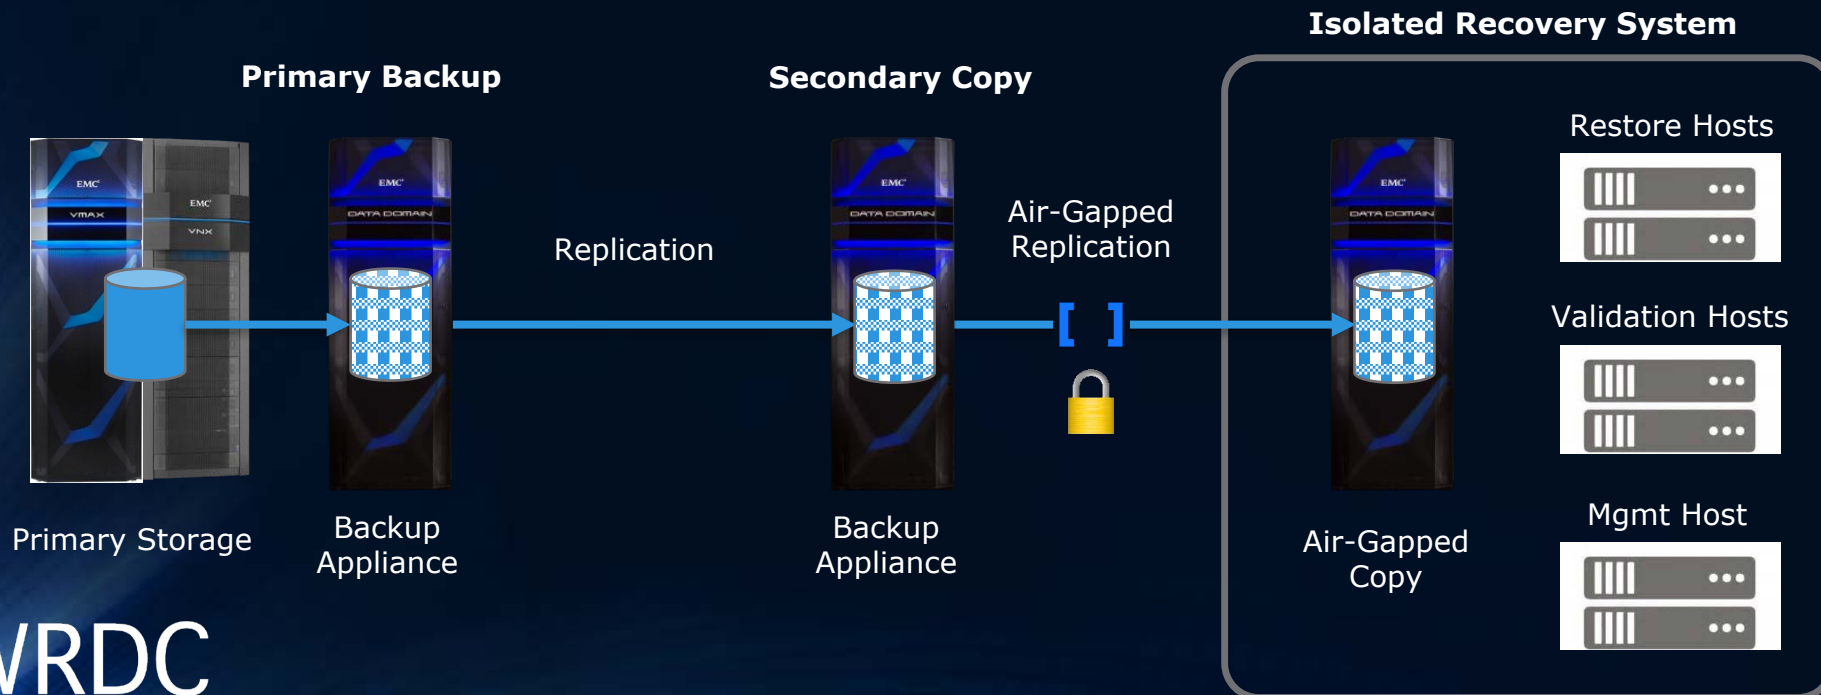 Isolated Recovery System
Primary Backup
Secondary Copy
Restore Hosts
EMC
VMAX
EMC
VNX
EMC
DATA DOMAIN
Replication
EMC
DATA DOMAIN
Air-Gapped
Replication
[ ]
EMC
DATA DOMAIN
Validation Hosts
Mgmt Host
Primary Storage
Backup
Appliance
Backup
Appliance
Air-Gapped
Copy
WRDC